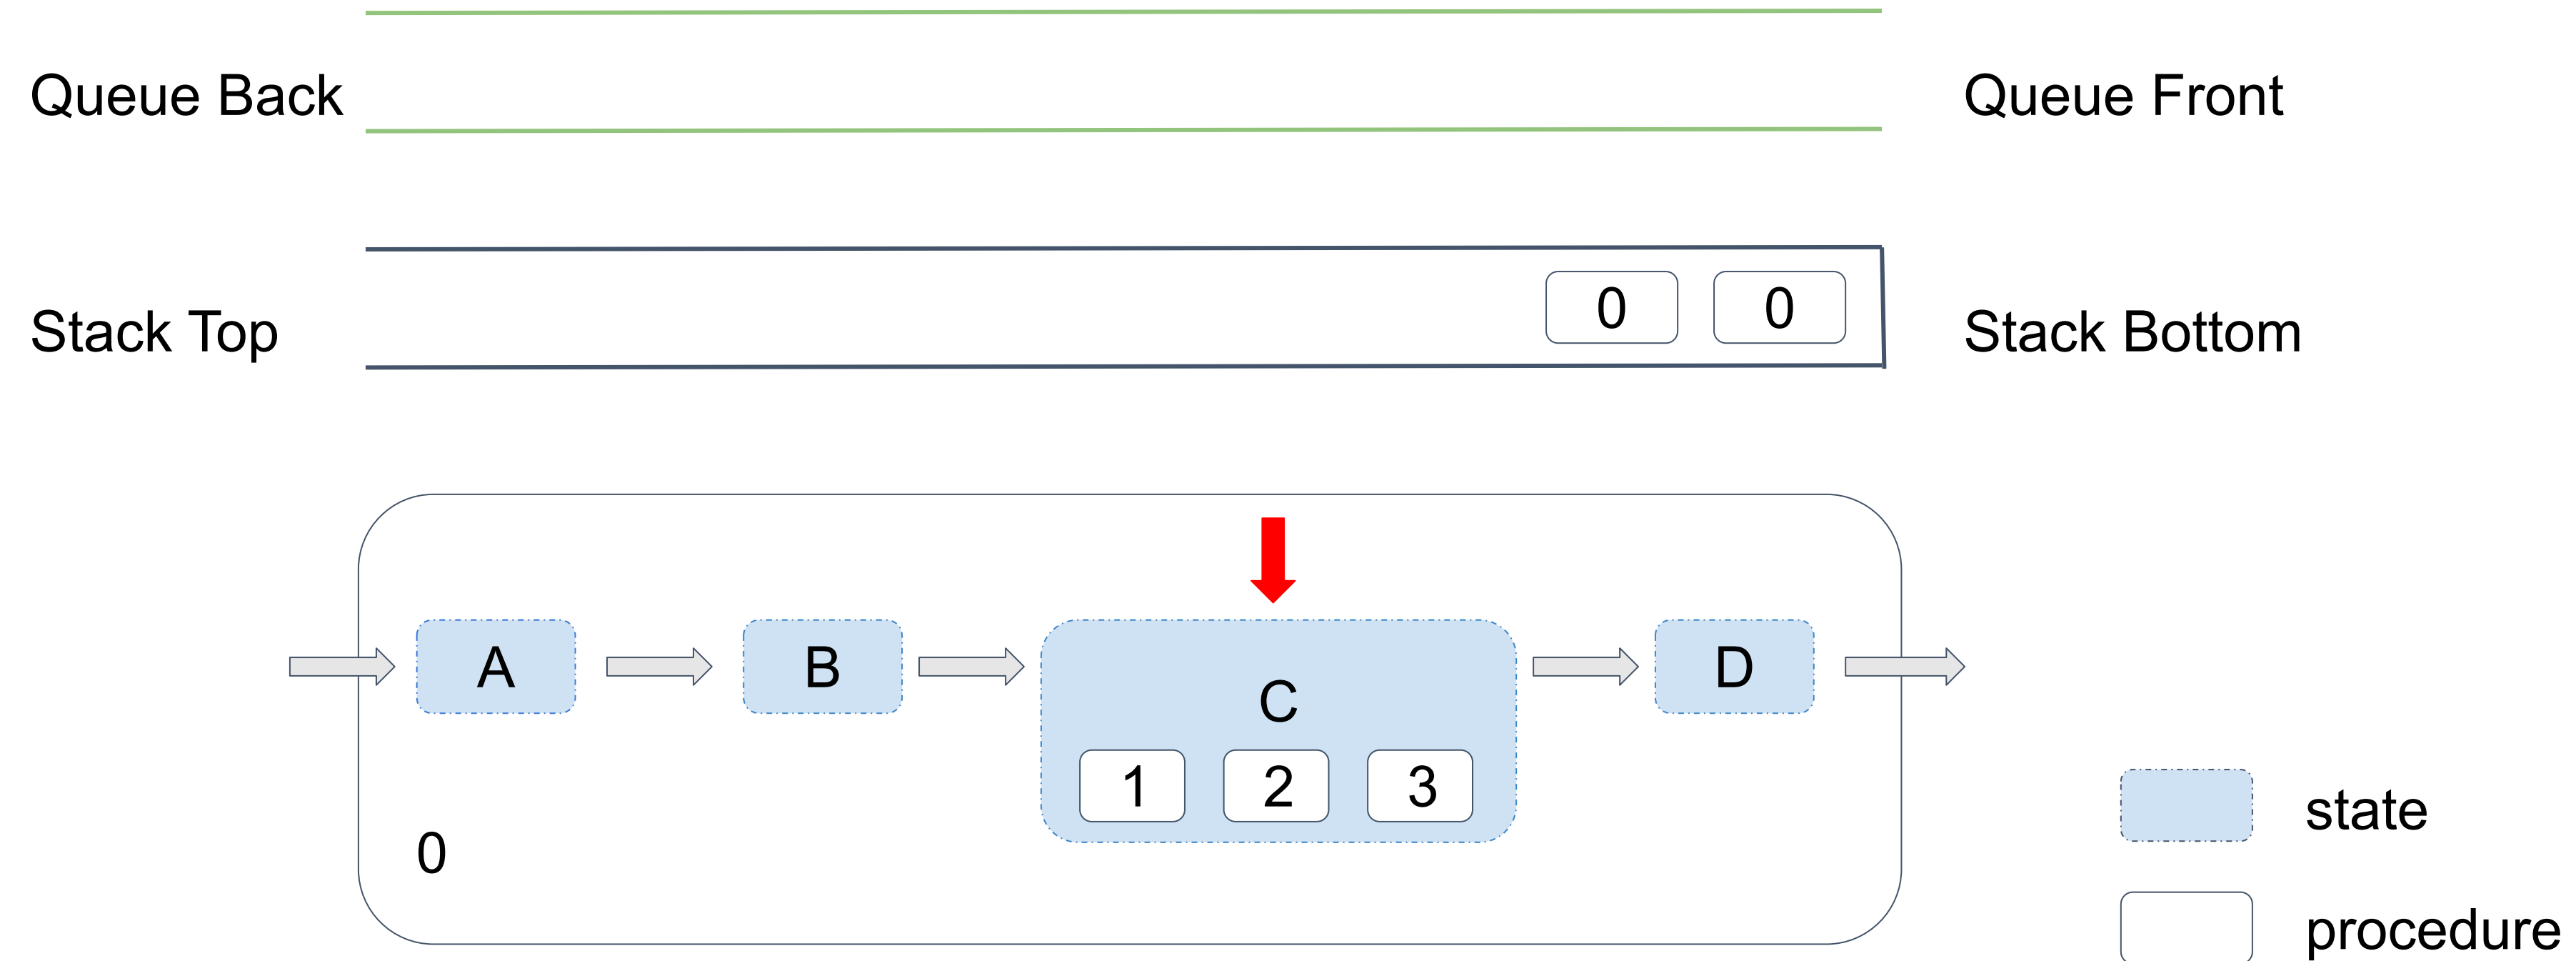 Queue Back
Queue Front
Stack Top
0 0
Stack Bottom
A
B
C
D
1 2 3
0
state
procedure